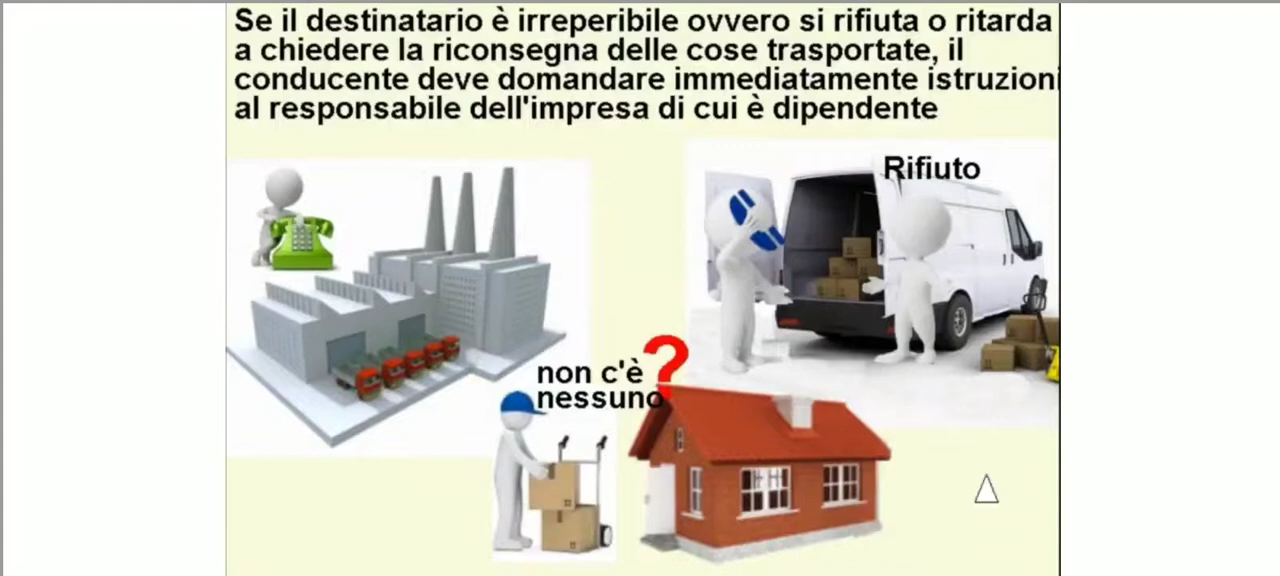 Se il destinatario è irreperibile ovvero si rifiuta o ritarda
a chiedere la riconsegna delle cose trasportate, il
conducente deve domandare immediatamente istruzioni
al responsabile dell'impresa di cui è dipendente
Rifiuto
non c'è
nessuno
?